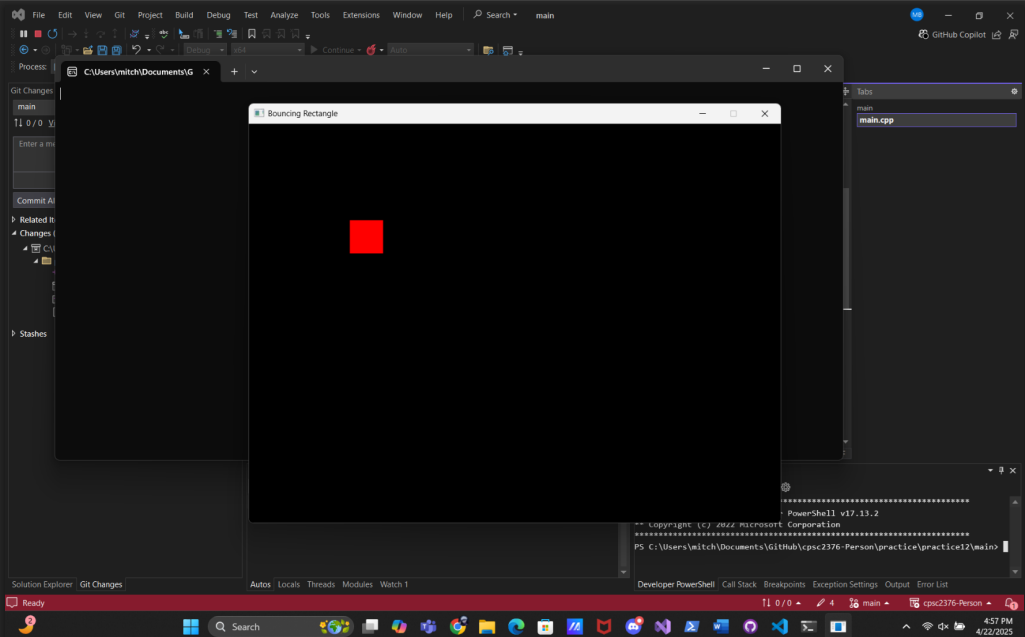 File Edit View Git Project Build Debug Test Analyze Tools Extensions Window Help Search main MB
Debug x64 Continue Auto GitHub Copilot
Process:
C:\Users\mitch\Documents\G
Git Changes
main
0 / 0
Enter a me
Commit Al
Related It
Changes (
C:\
Stashes
Bouncing Rectangle
Tabs
main
main.cpp
****************************************
PowerShell v17.13.2
** Copyright (c) 2022 Microsoft Corporation
**********************************************************************
PS C:\Users\mitch\Documents\GitHub\cpsc2376-Person\practice\practice12\main>
Solution Explorer Git Changes Autos Locals Threads Modules Watch 1 Developer PowerShell Call Stack Breakpoints Exception Settings Output Error List
Ready 0 / 0 4 main cpsc2376-Person 1
2 Search 4:57 PM
4/22/2025